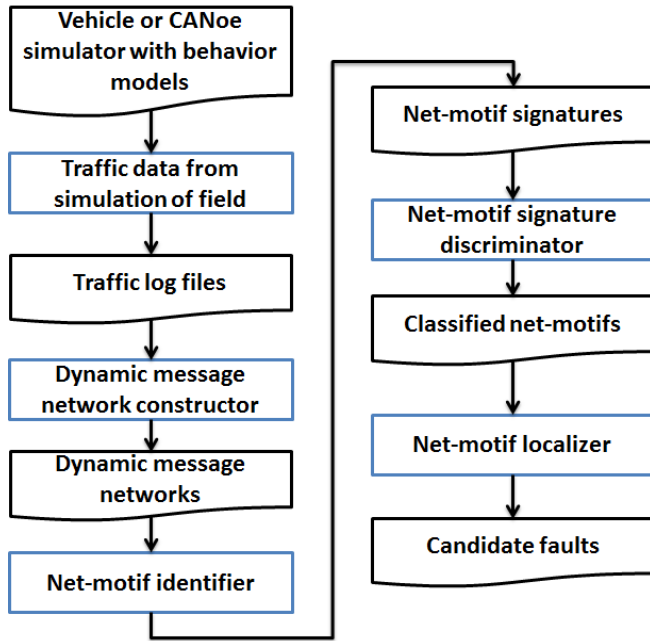 Vehicle or CANoe
simulator with behavior
models
Traffic data from
simulation of field
Traffic log files
Dynamic message
network constructor
Dynamic message
networks
Net-motif identifier
Net-motif signatures
Net-motif signature
discriminator
Classified net-motifs
Net-motif localizer
Candidate faults